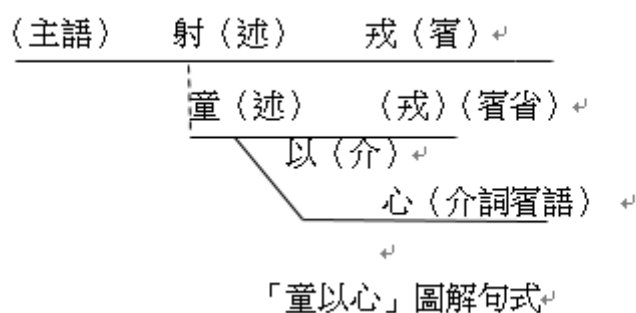 （主語） 射（述） 戎（賓）
童（述） （戎）（賓省）
以（介）
心（介詞賓語）
「童以心」圖解句式